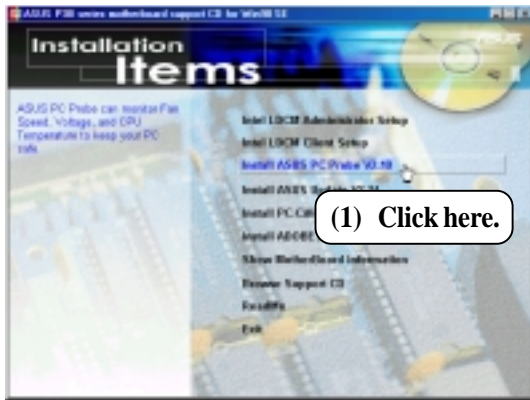 ASUS P3B series motherboard support CD for Win98 SE
Installation
Items
ASUS
ASUS PC Probe can monitor Fan
Speed, Voltage, and CPU
Temperature to keep your PC
safe.
Intel LDCM Administrator Setup
Intel LDCM Client Setup
Install ASUS PC Probe
Install ASUS Update
(1) Click here.
Install PC
Install ADOBE
Show Motherboard Information
Browse Support CD
ReadMe
Exit